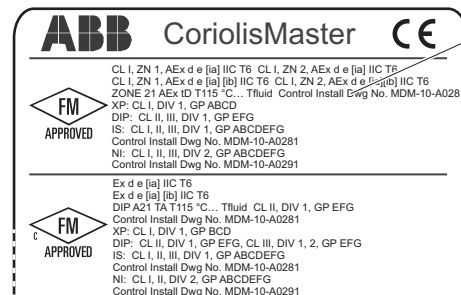 ABB CoriolisMaster CE
CL I, ZN 1, AEx d e [ia] IIC T6 CL I, ZN 2, AEx d e [ia] IIC T6
CL I, ZN 1, AEx d e [ia] [ib] IIC T6 CL I, ZN 2, AEx d e [ia][ib] IIC T6
ZONE 21 AEx tD T115 °C... Tfluid Control Install Dwg No. MDM-10-A028
XP: CL I, DIV 1, GP ABCD
DIP: CL II, III, DIV 1, GP EFG
IS: CL I, II, III, DIV 1, GP ABCDEFG
Control Install Dwg No. MDM-10-A0281
NI: CL I, II, III, DIV 2, GP ABCDEFG
Control Install Dwg No. MDM-10-A0291
FM
APPROVED
Ex d e [ia] IIC T6
Ex d e [ia] [ib] IIC T6
DIP A21 TA T115 °C... Tfluid CL II, DIV 1, GP EFG
Control Install Dwg No. MDM-10-A0281
XP: CL I, DIV 1, GP BCD
DIP: CL II, DIV 1, GP EFG, CL III, DIV 1, 2, GP EFG
IS: CL I, II, III, DIV 1, GP ABCDEFG
Control Install Dwg No. MDM-10-A0281
NI: CL I, II, DIV 2, GP ABCDEFG
Control Install Dwg No. MDM-10-A0291
FM
C
APPROVED